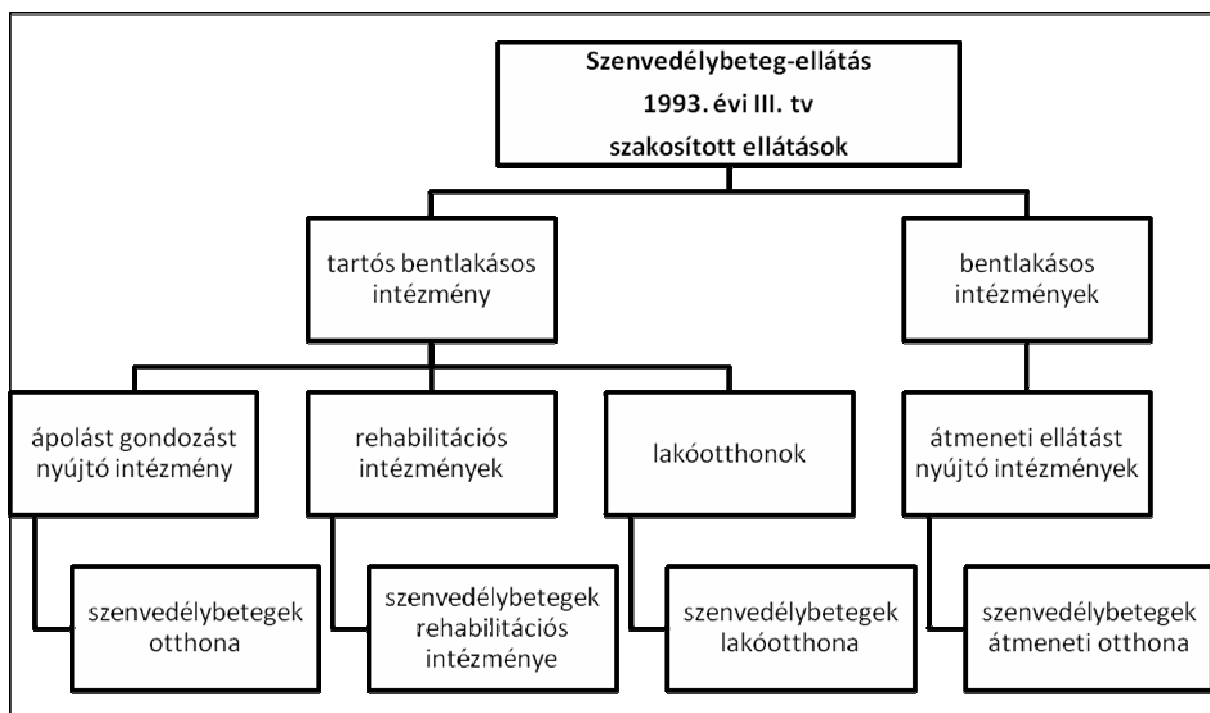 Szenvedélybeteg-ellátás
1993. évi III. tv
szakosított ellátások
tartós bentlakásos
intézmény
bentlakásos
intézmények
ápolást gondozást
nyújtó intézmény
rehabilitációs
intézmények
lakóotthonok
átmeneti ellátást
nyújtó intézmények
szenvedélybetegek
otthona
szenvedélybetegek
rehabilitációs
intézménye
szenvedélybetegek
lakóotthona
szenvedélybetegek
átmeneti otthona